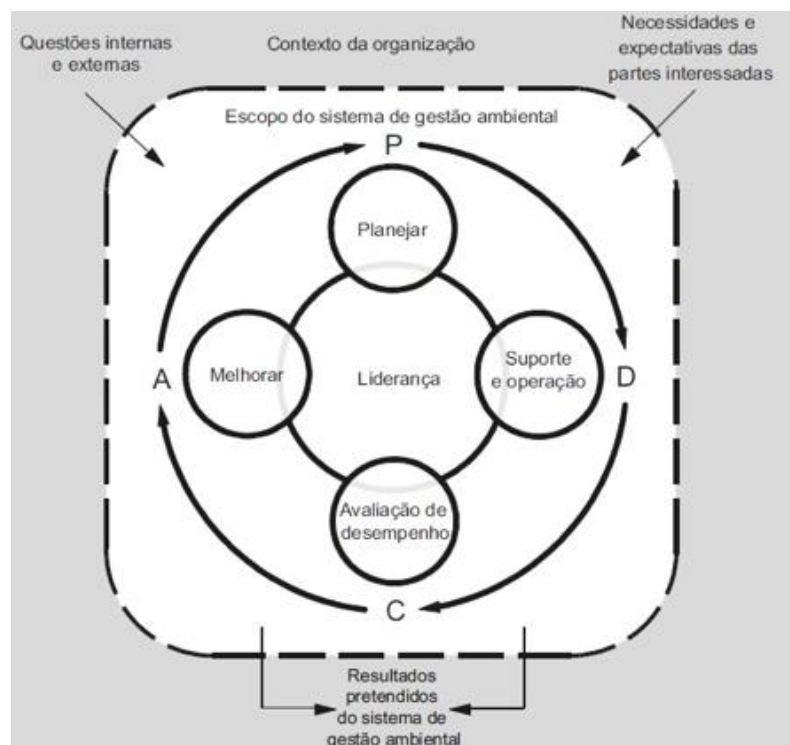 Questões internas
e externas
Contexto da organização
Necessidades e
expectativas das
partes interessadas
Escopo do sistema de gestão ambiental
P
Planejar
A
Melhorar
Liderança
Suporte
e operação
D
Avaliação de
desempenho
C
Resultados
pretendidos
do sistema de
gestão ambiental